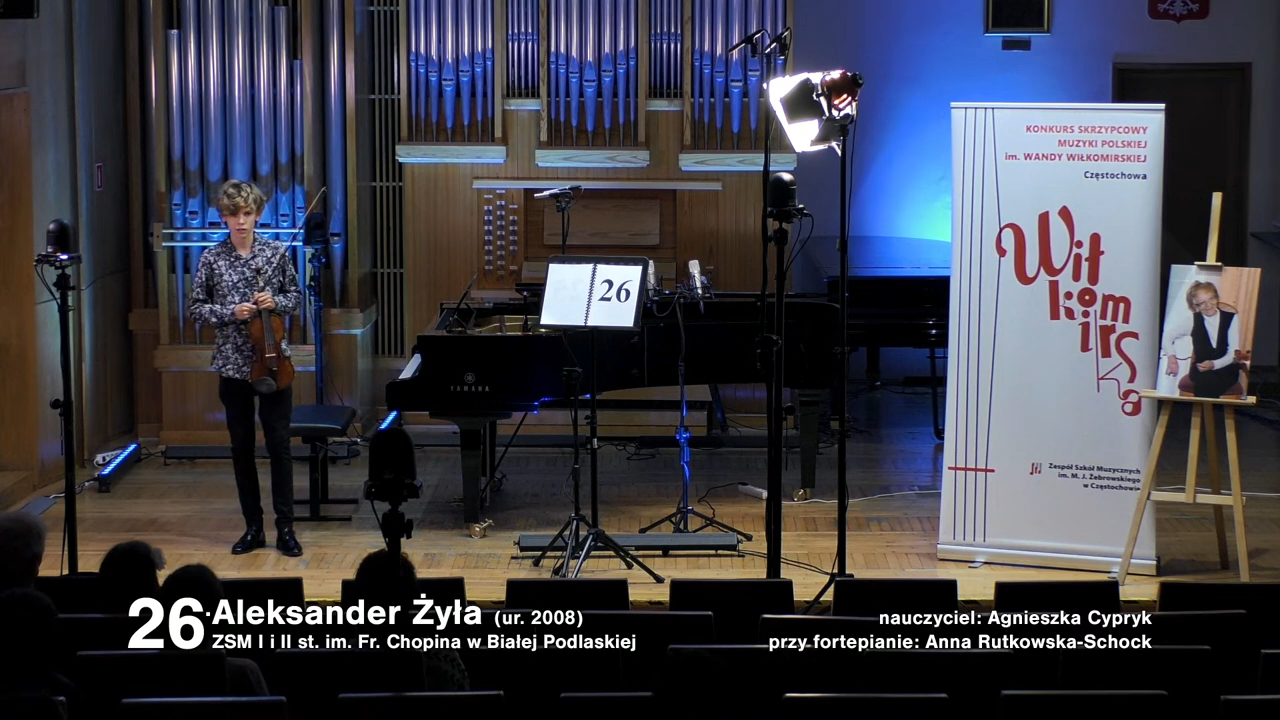 KONKURS SKRZYPCOWY
MUZYKI POLSKIEJ
im. WANDY WIŁKOMIRSKIEJ
Częstochowa
Wił
kom
irs
ka
Zespół Szkół Muzycznych
im. M. J. Żebrowskiego
w Częstochowie
26
YAMAHA
26 Aleksander Żyła (ur. 2008)
ZSM I i II st. im. Fr. Chopina w Białej Podlaskiej
nauczyciel: Agnieszka Cypryk
przy fortepianie: Anna Rutkowska-Schock